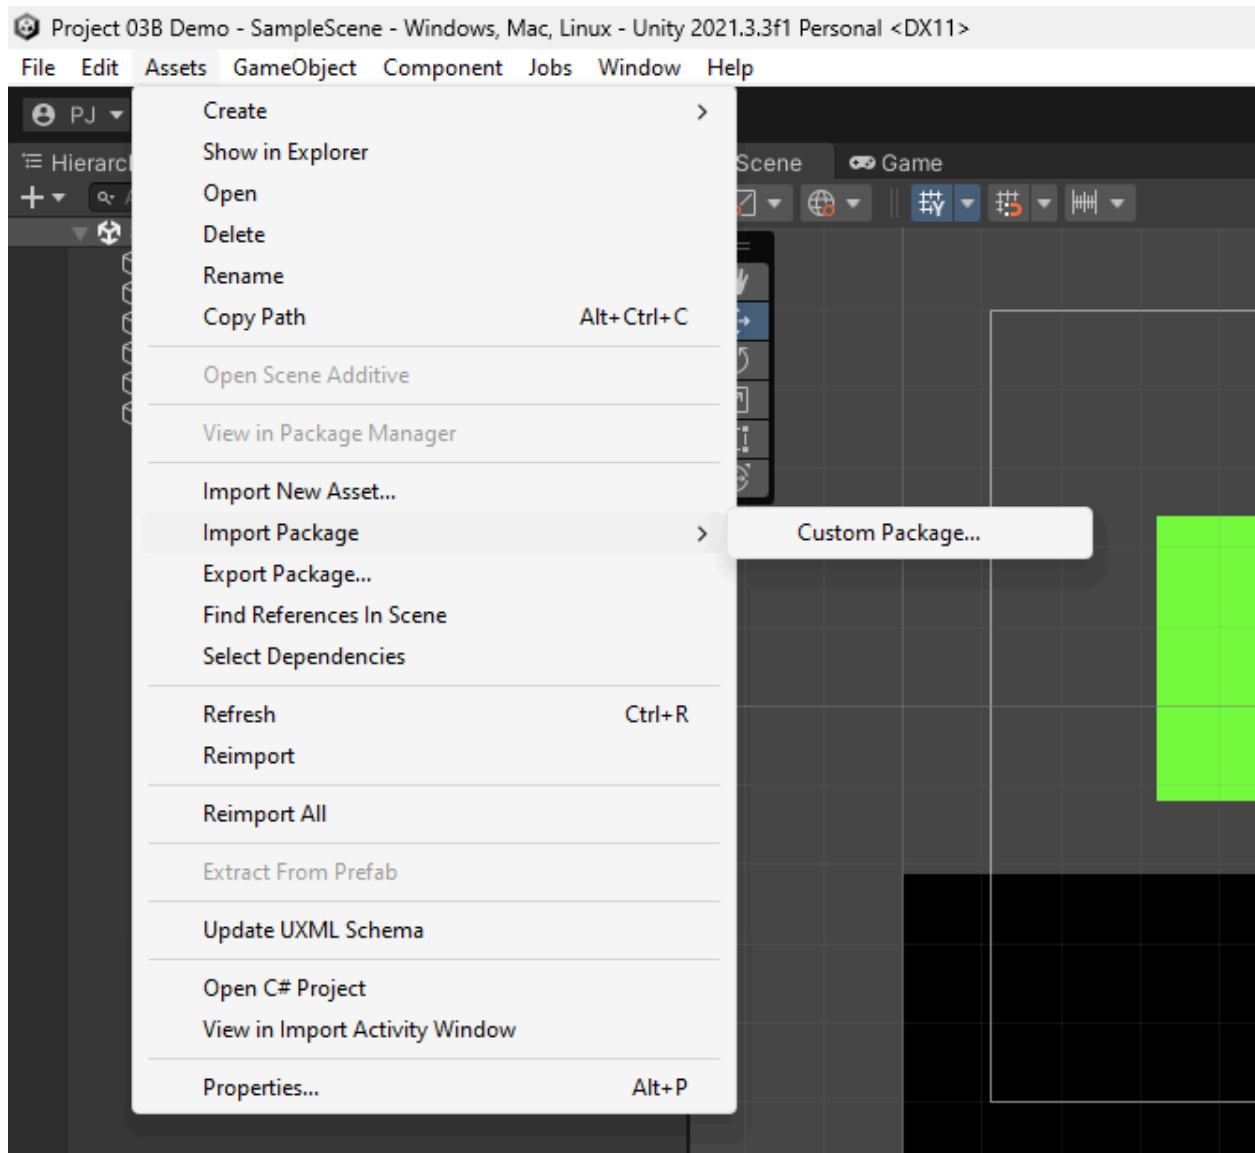 Project 03B Demo - SampleScene - Windows, Mac, Linux - Unity 2021.3.3f1 Personal <DX11>
File Edit Assets GameObject Component Jobs Window Help
PJ
Create
Show in Explorer
Hierarc
Scene
Game
Open
Delete
Rename
Copy Path Alt+Ctrl+C
Open Scene Additive
View in Package Manager
Import New Asset...
Import Package
Custom Package...
Export Package...
Find References In Scene
Select Dependencies
Refresh Ctrl+R
Reimport
Reimport All
Extract From Prefab
Update UXML Schema
Open C# Project
View in Import Activity Window
Properties... Alt+P